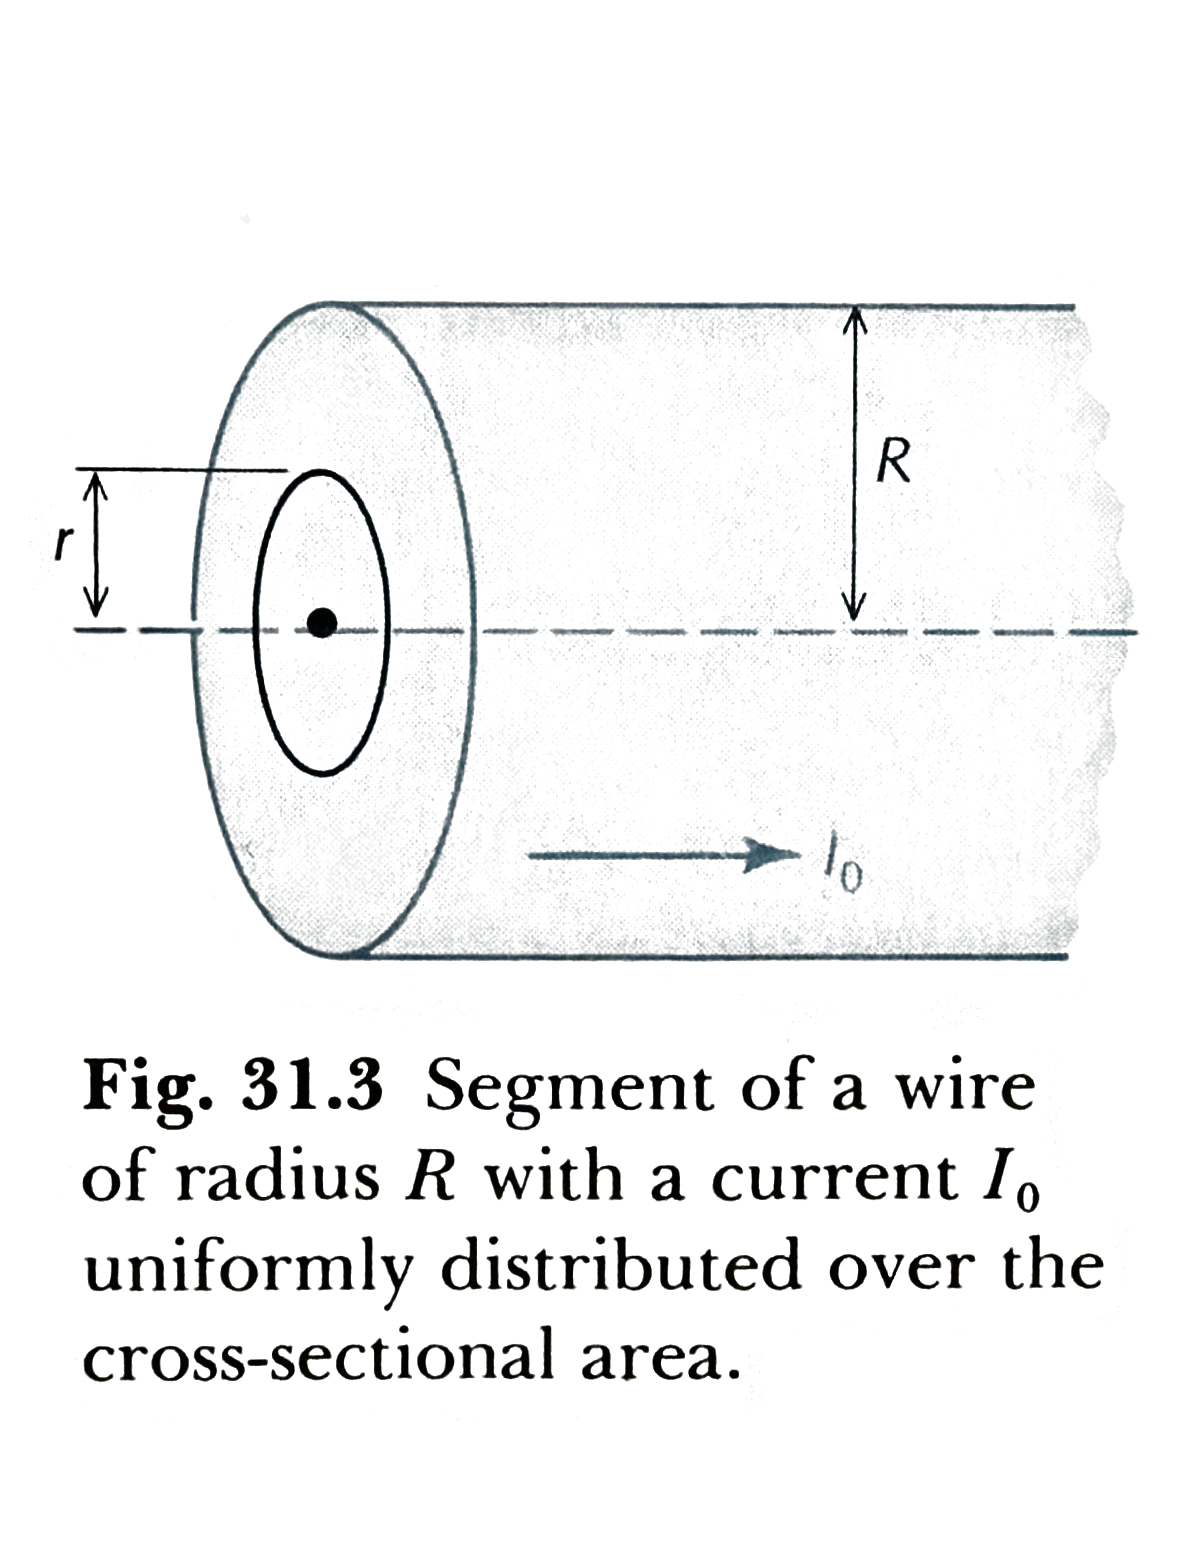 R
r
I₀
Fig. 31.3 Segment of a wire
of radius R with a current I₀
uniformly distributed over the
cross-sectional area.